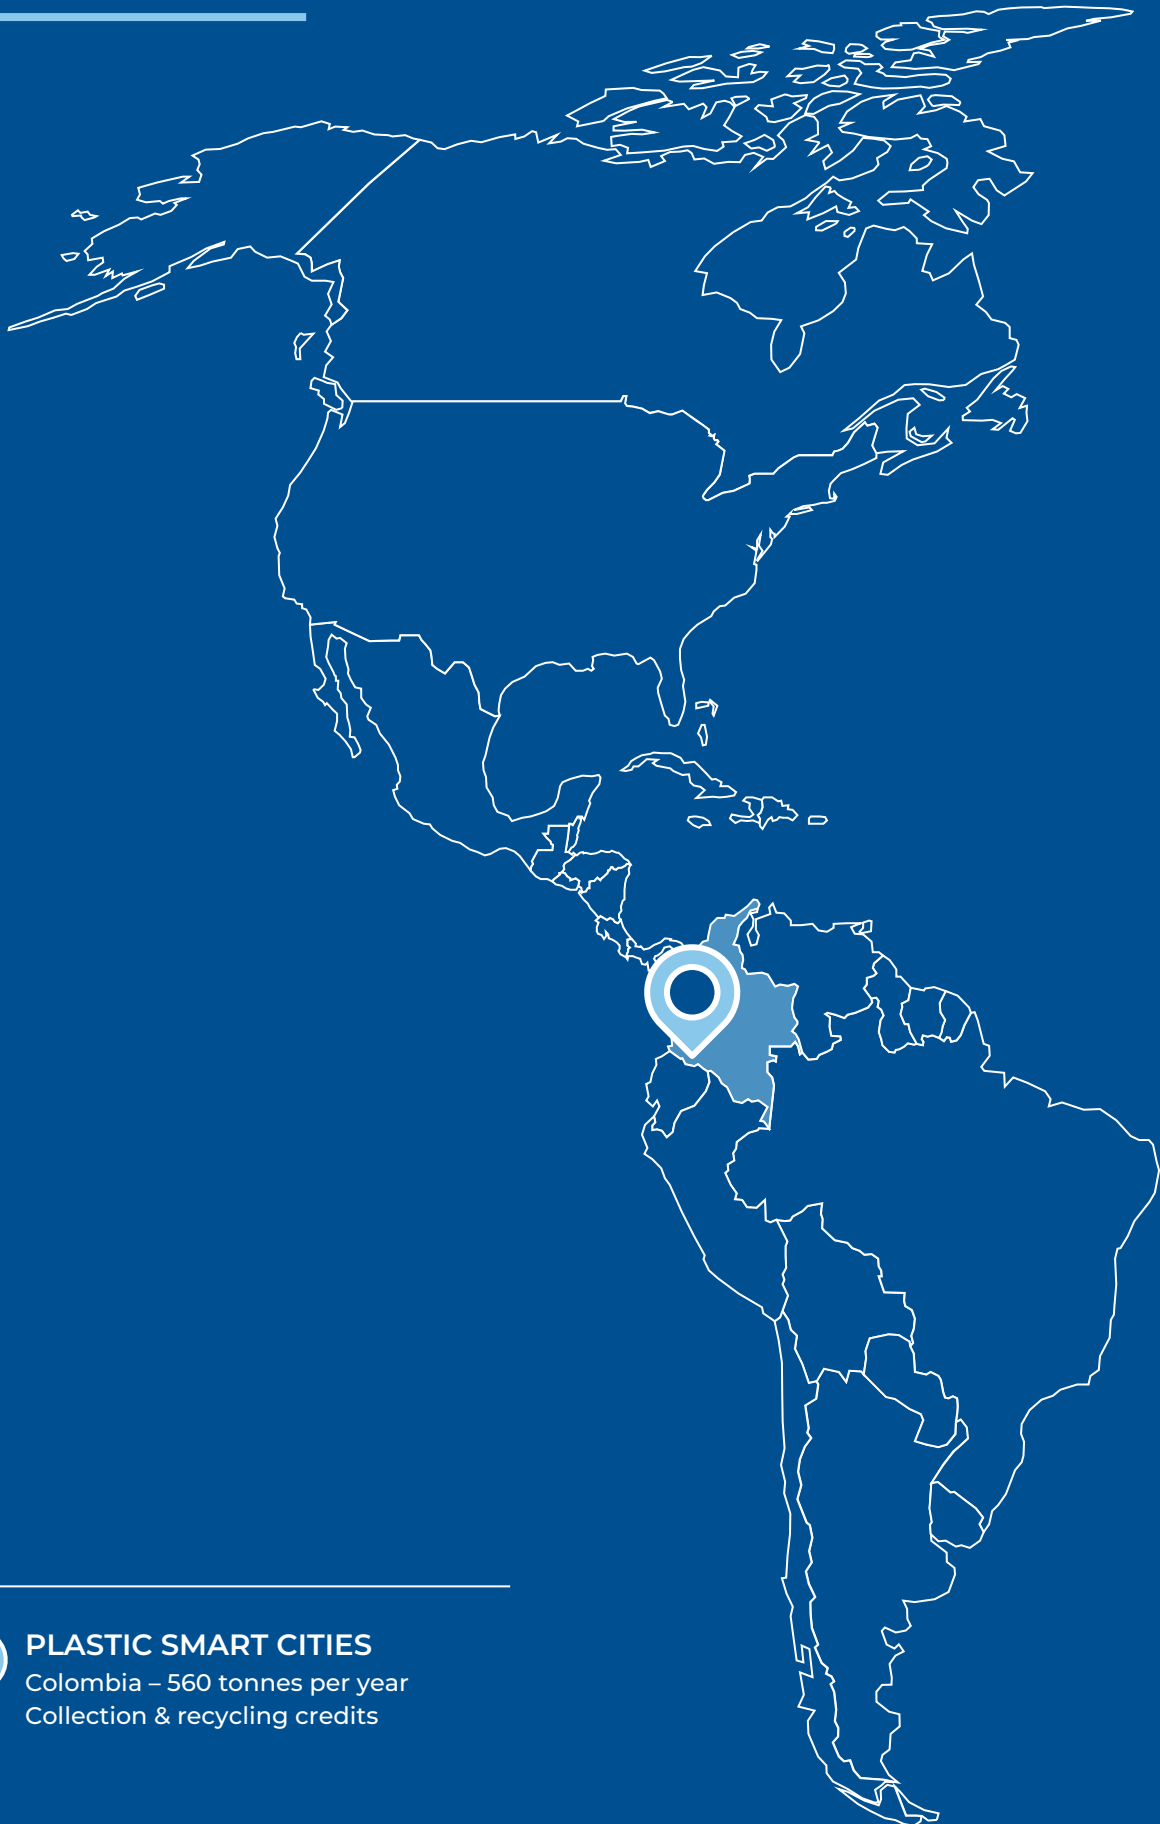 PLASTIC SMART CITIES
Colombia – 560 tonnes per year
Collection & recycling credits